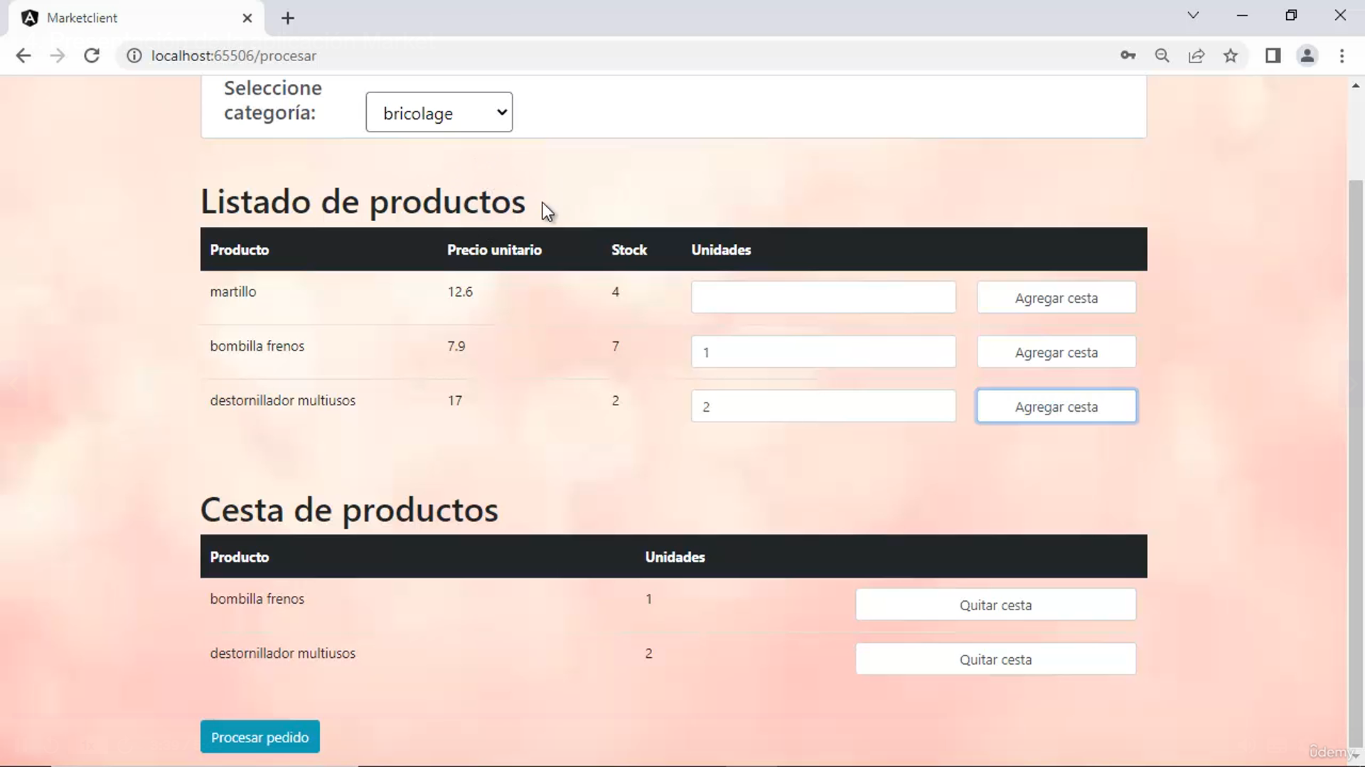 Marketclient
localhost:65506/procesar
Seleccione
categoría:
bricolage
Listado de productos
Producto Precio unitario Stock Unidades
martillo 12.6 4 Agregar cesta
bombilla frenos 7.9 7 1 Agregar cesta
destornillador multiusos 17 2 2 Agregar cesta
Cesta de productos
Producto Unidades
bombilla frenos 1 Quitar cesta
destornillador multiusos 2 Quitar cesta
Procesar pedido
ûdemy